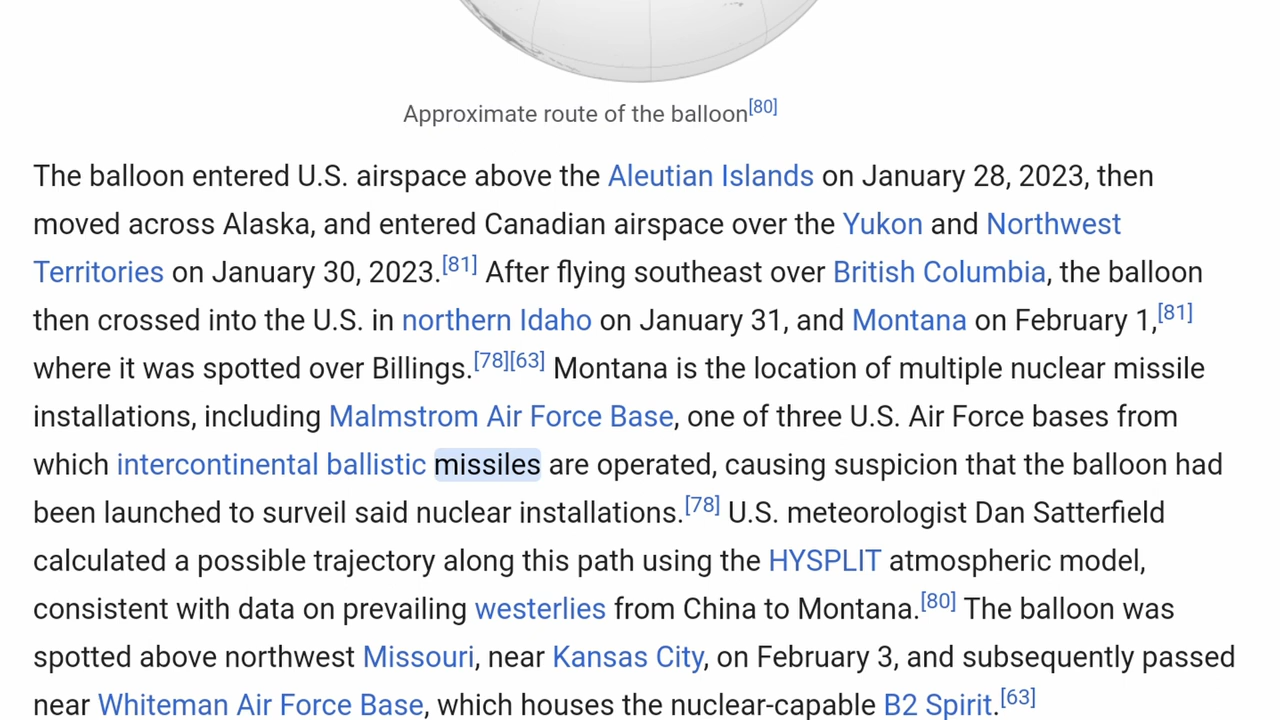 Approximate route of the balloon[80]
The balloon entered U.S. airspace above the Aleutian Islands on January 28, 2023, then
moved across Alaska, and entered Canadian airspace over the Yukon and Northwest
Territories on January 30, 2023.[81] After flying southeast over British Columbia, the balloon
then crossed into the U.S. in northern Idaho on January 31, and Montana on February 1,[81]
where it was spotted over Billings.[78][63] Montana is the location of multiple nuclear missile
installations, including Malmstrom Air Force Base, one of three U.S. Air Force bases from
which intercontinental ballistic missiles are operated, causing suspicion that the balloon had
been launched to surveil said nuclear installations.[78] U.S. meteorologist Dan Satterfield
calculated a possible trajectory along this path using the HYSPLIT atmospheric model,
consistent with data on prevailing westerlies from China to Montana.[80] The balloon was
spotted above northwest Missouri, near Kansas City, on February 3, and subsequently passed
near Whiteman Air Force Base, which houses the nuclear-capable B2 Spirit.[63]